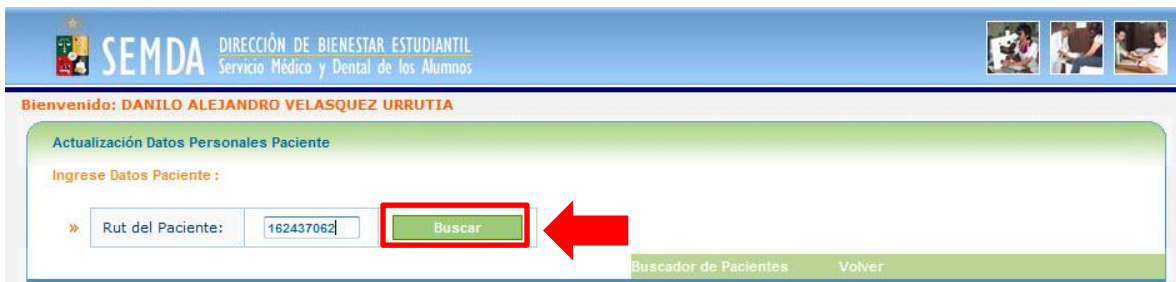 SEMDA DIRECCIÓN DE BIENESTAR ESTUDIANTIL
Servicio Médico y Dental de los Alumnos
Bienvenido: DANILO ALEJANDRO VELASQUEZ URRUTIA
Actualización Datos Personales Paciente
Ingrese Datos Paciente :
» Rut del Paciente: 162437062 Buscar
Buscador de Pacientes Volver